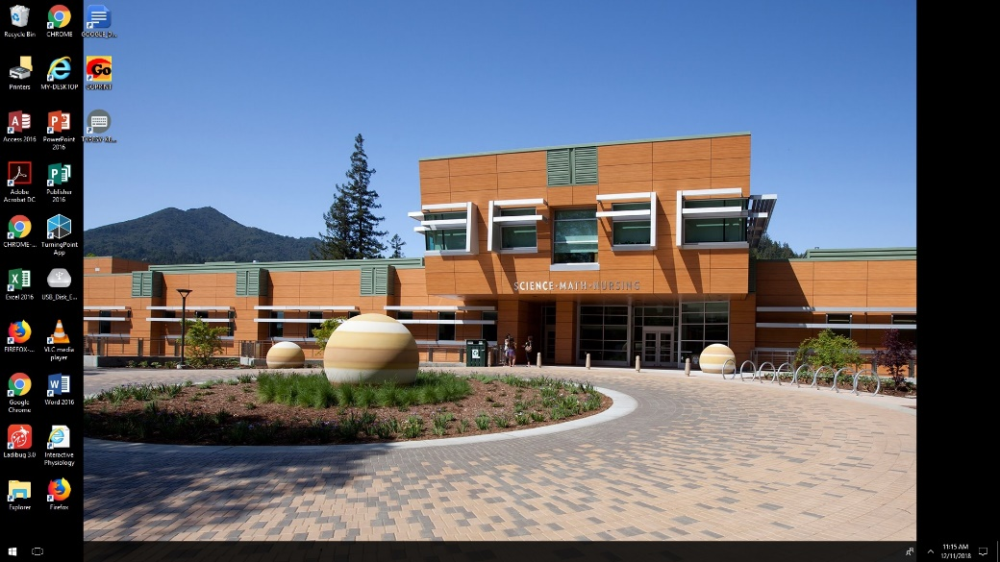 Recycle Bin
CHROME
GOOGLE_D...
Printers
MY-DESKTOP
Go
GOPRINT
Access 2016
PowerPoint
2016
Adobe
Acrobat DC
Publisher
2016
CHROME-...
TurningPoint
App
Excel 2016
USB_Disk_E...
FIREFOX-...
VLC media
player
Google
Chrome
Word 2016
Ladibug 3.0
Interactive
Physiology
Explorer
Firefox
SCIENCE·MATH·NURSING
11:15 AM
12/11/2018